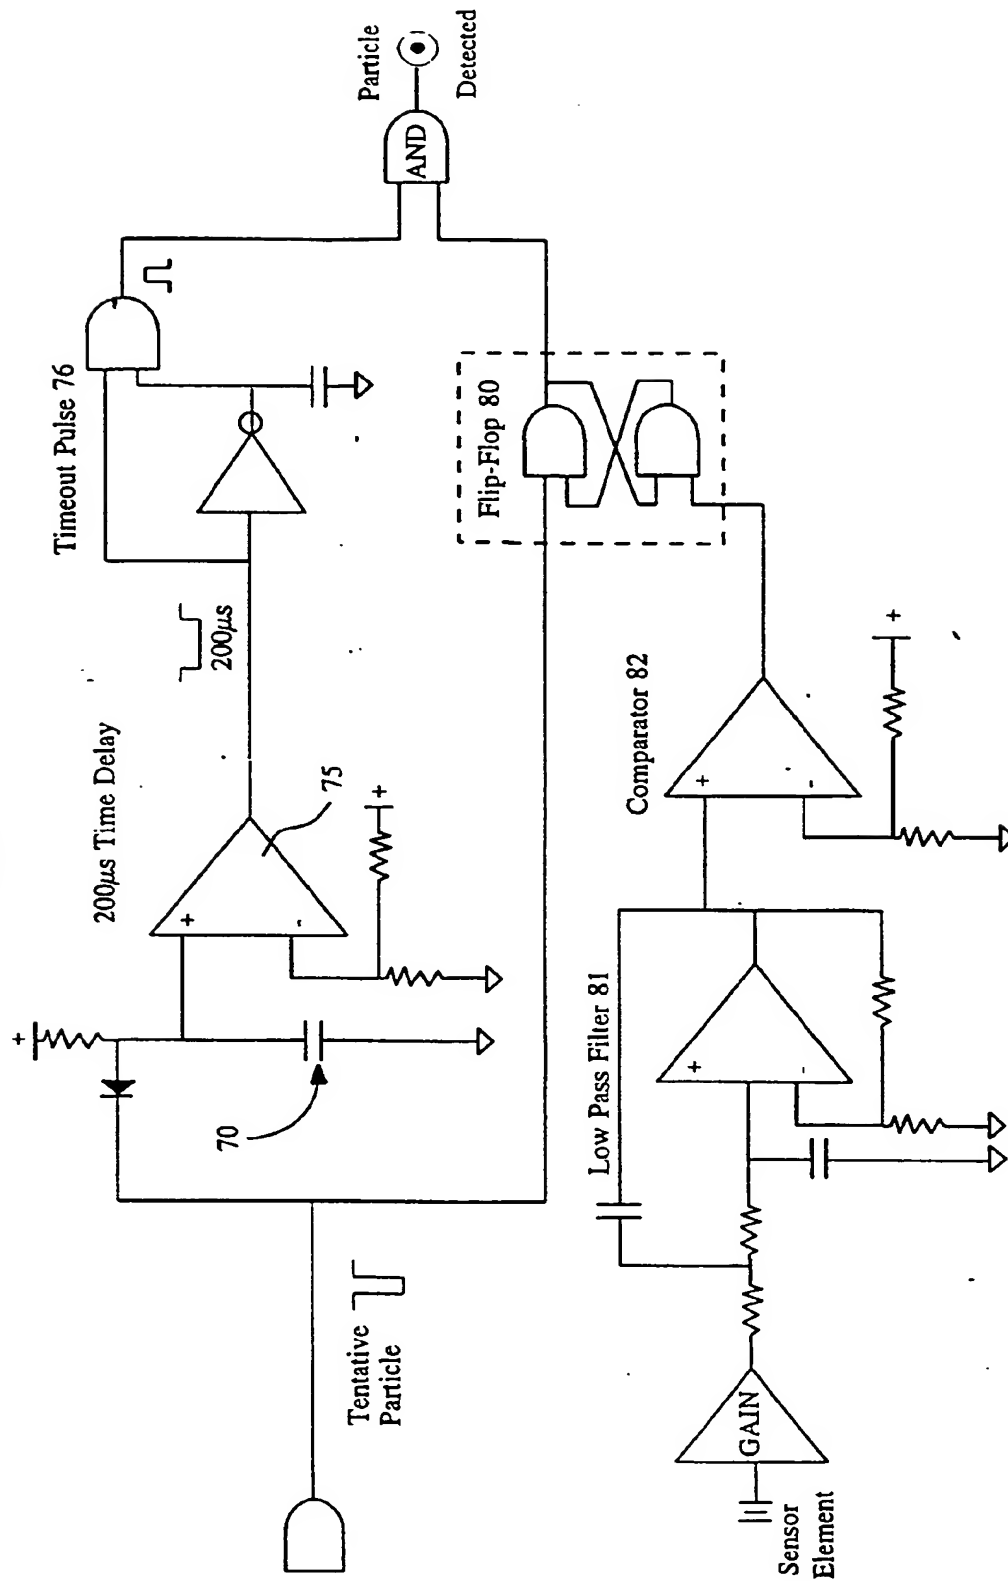 Particle
Detected
AND
Timeout Pulse 76
200µs
200µs Time Delay
75
+
-
+
+
70
Tentative
Particle
Flip-Flop 80
Comparator 82
+
-
+
Low Pass Filter 81
+
-
GAIN
Sensor
Element